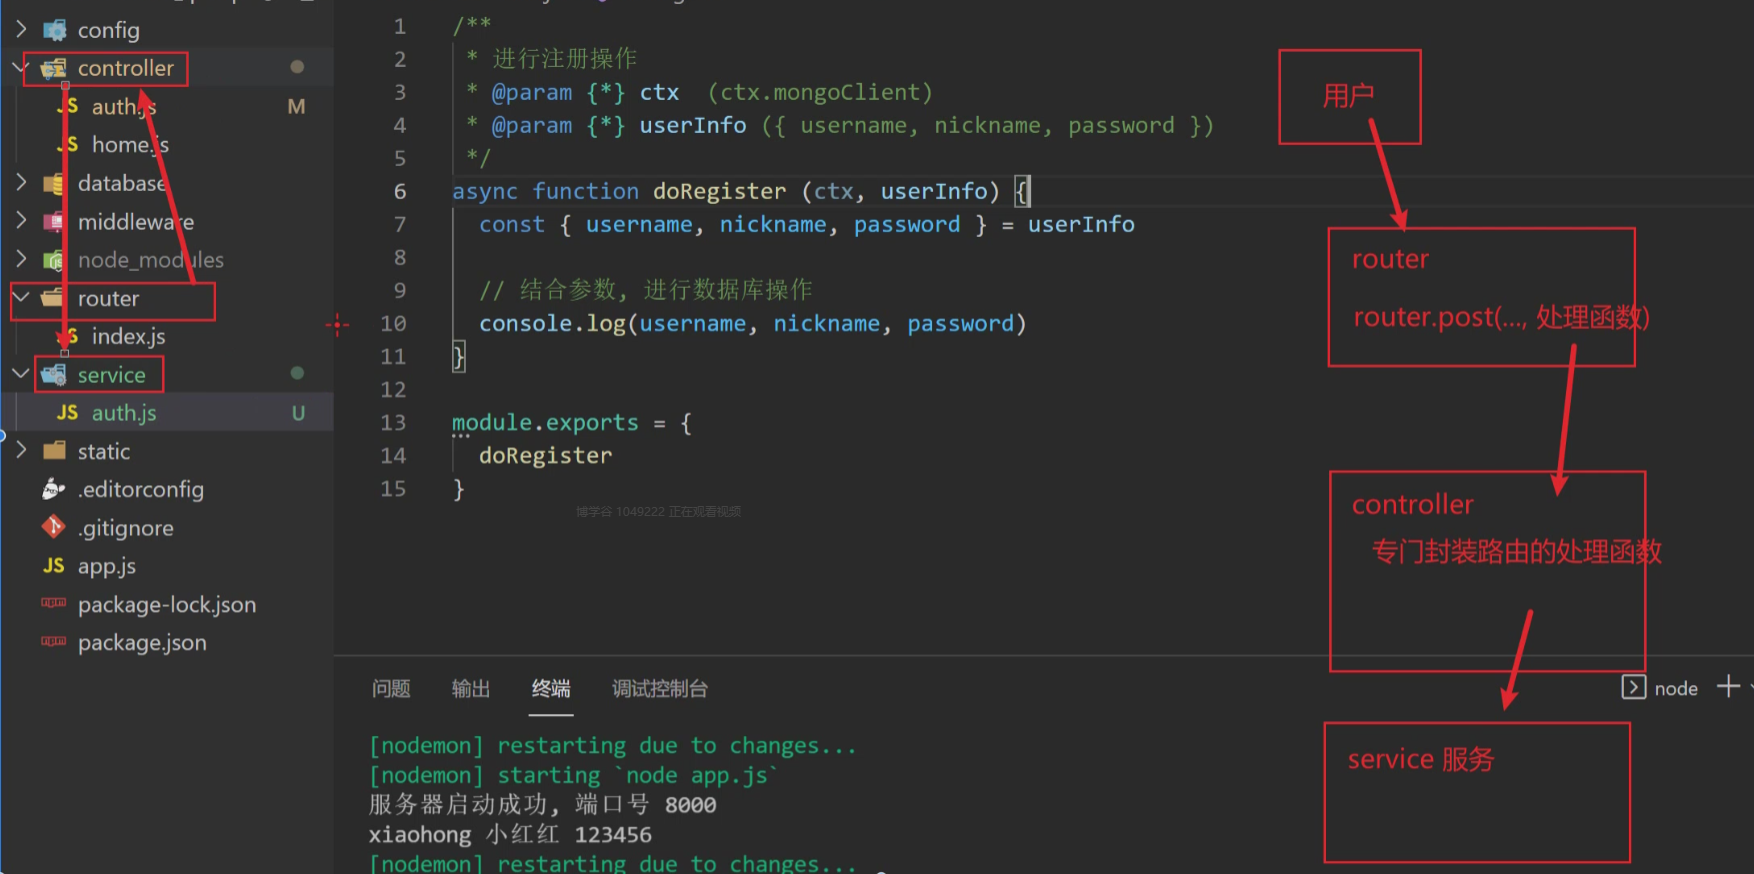 config
controller
auth.js M
home.js
database
middleware
node_modules
router
index.js
service
auth.js U
static
.editorconfig
.gitignore
app.js
package-lock.json
package.json
1 /**
2 * 进行注册操作
3 * @param {*} ctx (ctx.mongoClient)
4 * @param {*} userInfo ({ username, nickname, password })
5 */
6 async function doRegister (ctx, userInfo) {
7 const { username, nickname, password } = userInfo
8
9 // 结合参数, 进行数据库操作
10 console.log(username, nickname, password)
11 }
12
13 module.exports = {
14 doRegister
15 }
博学谷 1049222 正在观看视频
用户
router
router.post(..., 处理函数)
controller
专门封装路由的处理函数
service 服务
问题 输出 终端 调试控制台
node
[nodemon] restarting due to changes...
[nodemon] starting `node app.js`
服务器启动成功, 端口号 8000
xiaohong 小红红 123456
[nodemon] restarting due to changes...